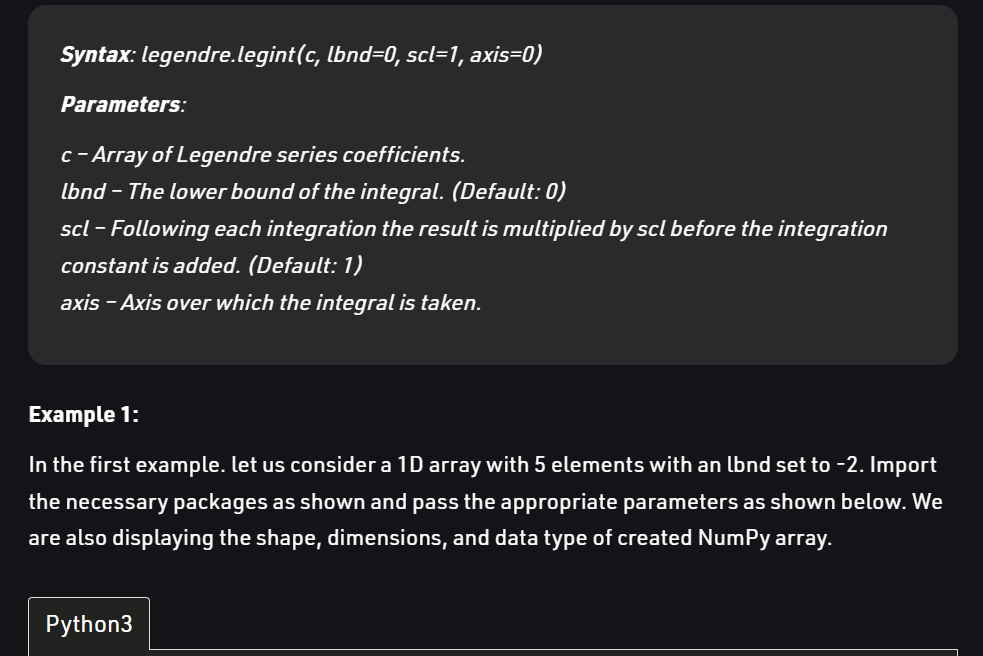 Syntax: legendre.legint(c, lbnd=0, scl=1, axis=0)
Parameters:
c – Array of Legendre series coefficients.
lbnd – The lower bound of the integral. (Default: 0)
scl – Following each integration the result is multiplied by scl before the integration
constant is added. (Default: 1)
axis – Axis over which the integral is taken.
Example 1:
In the first example. let us consider a 1D array with 5 elements with an lbnd set to -2. Import
the necessary packages as shown and pass the appropriate parameters as shown below. We
are also displaying the shape, dimensions, and data type of created NumPy array.
Python3